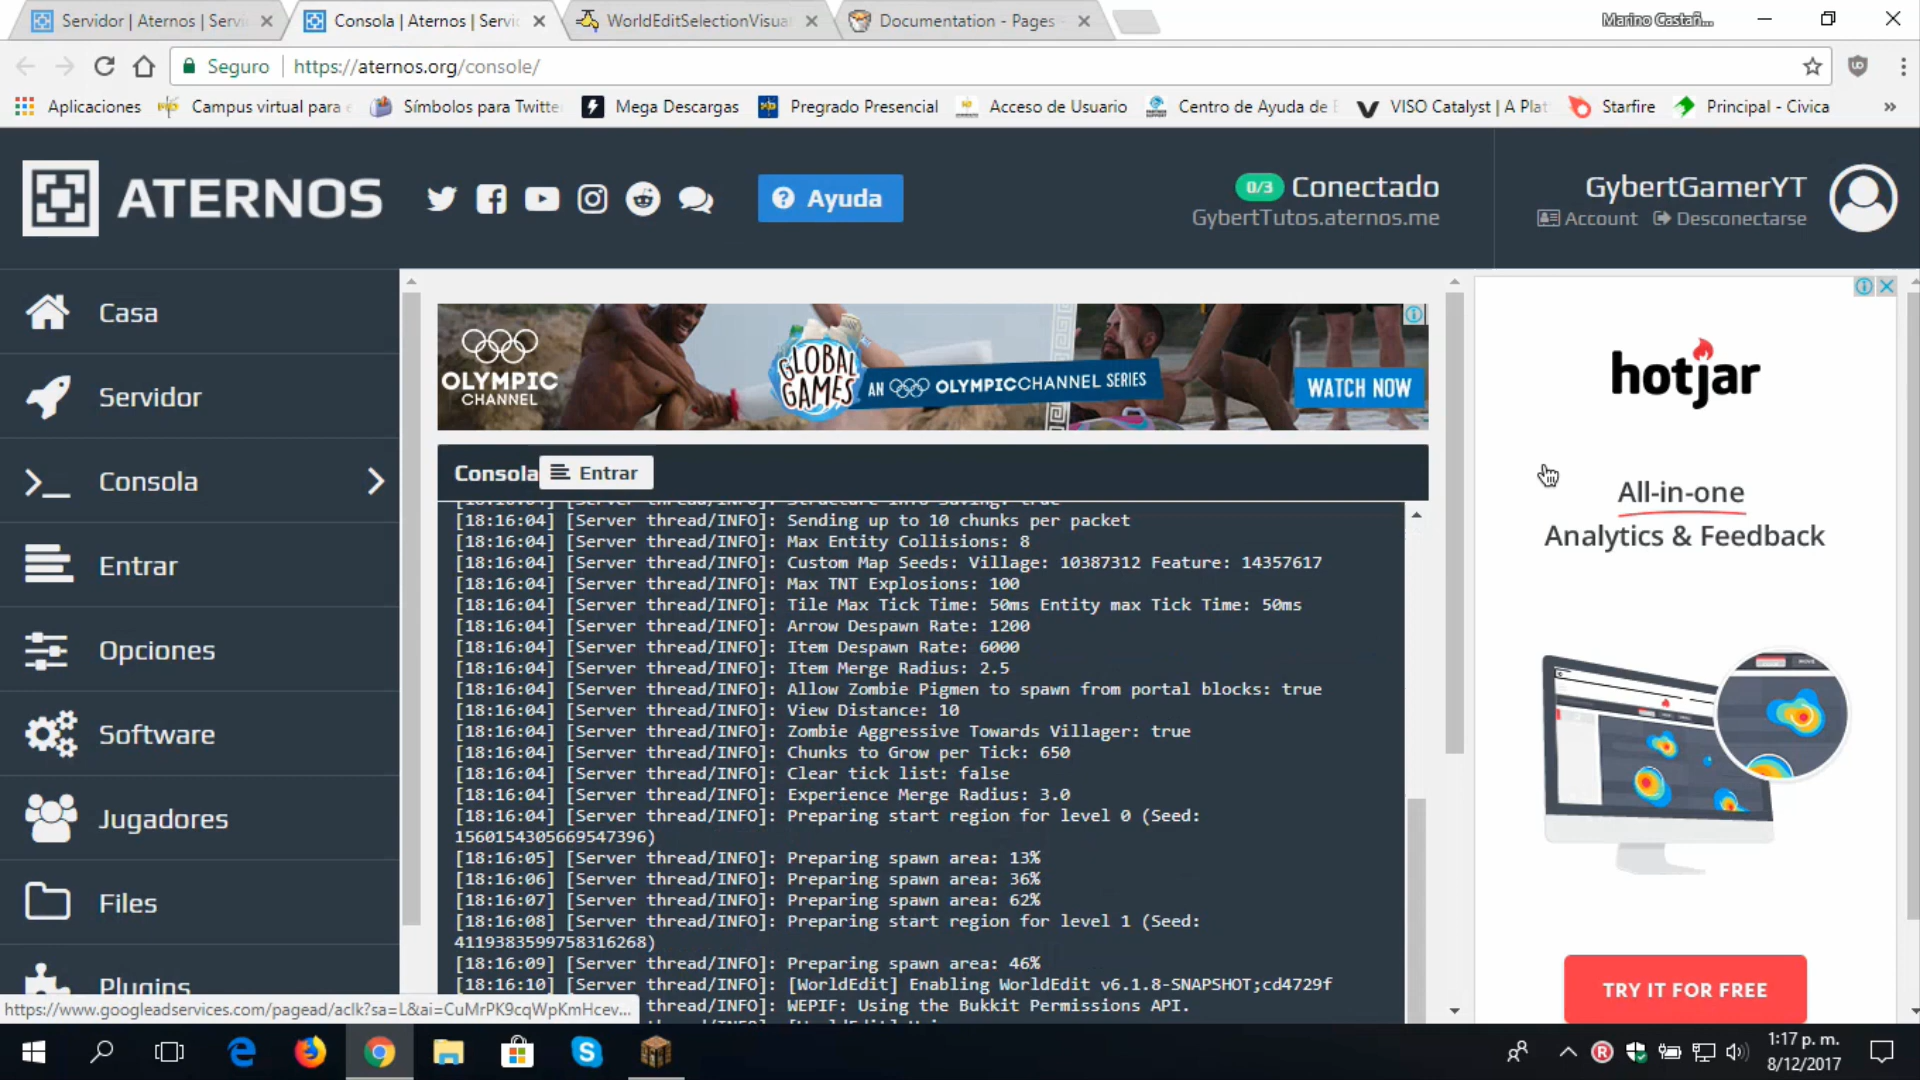 Servidor | Aternos | Servi
Consola | Aternos | Servic
WorldEditSelectionVisua
Documentation - Pages -
Marino Castañ...
Seguro
https://aternos.org/console/
Aplicaciones
Campus virtual para e
Símbolos para Twitte
Mega Descargas
Pregrado Presencial
Acceso de Usuario
Centro de Ayuda de E
VISO Catalyst | A Plat
Starfire
Principal - Civica
ATERNOS
Ayuda
0/3 Conectado
GybertTutos.aternos.me
GybertGamerYT
Account
Desconectarse
Casa
Servidor
Consola
Entrar
Opciones
Software
Jugadores
Files
Plugins
OLYMPIC
CHANNEL
GLOBAL
GAMES
AN OLYMPICCHANNEL SERIES
WATCH NOW
Consola
Entrar
[18:16:04] [Server thread/INFO]: Structure Info Saving: true
[18:16:04] [Server thread/INFO]: Sending up to 10 chunks per packet
[18:16:04] [Server thread/INFO]: Max Entity Collisions: 8
[18:16:04] [Server thread/INFO]: Custom Map Seeds: Village: 10387312 Feature: 14357617
[18:16:04] [Server thread/INFO]: Max TNT Explosions: 100
[18:16:04] [Server thread/INFO]: Tile Max Tick Time: 50ms Entity max Tick Time: 50ms
[18:16:04] [Server thread/INFO]: Arrow Despawn Rate: 1200
[18:16:04] [Server thread/INFO]: Item Despawn Rate: 6000
[18:16:04] [Server thread/INFO]: Item Merge Radius: 2.5
[18:16:04] [Server thread/INFO]: Allow Zombie Pigmen to spawn from portal blocks: true
[18:16:04] [Server thread/INFO]: View Distance: 10
[18:16:04] [Server thread/INFO]: Zombie Aggressive Towards Villager: true
[18:16:04] [Server thread/INFO]: Chunks to Grow per Tick: 650
[18:16:04] [Server thread/INFO]: Clear tick list: false
[18:16:04] [Server thread/INFO]: Experience Merge Radius: 3.0
[18:16:04] [Server thread/INFO]: Preparing start region for level 0 (Seed:
1560154305669547396)
[18:16:05] [Server thread/INFO]: Preparing spawn area: 13%
[18:16:06] [Server thread/INFO]: Preparing spawn area: 36%
[18:16:07] [Server thread/INFO]: Preparing spawn area: 62%
[18:16:08] [Server thread/INFO]: Preparing start region for level 1 (Seed:
4119383599758316268)
[18:16:09] [Server thread/INFO]: Preparing spawn area: 46%
[18:16:10] [Server thread/INFO]: [WorldEdit] Enabling WorldEdit v6.1.8-SNAPSHOT;cd4729f
thread/INFO]: WEPIF: Using the Bukkit Permissions API.
hotjar
All-in-one
Analytics & Feedback
TRY IT FOR FREE
https://www.googleadservices.com/pagead/aclk?sa=L&ai=CuMrPK9cqWpKmHcev...
1:17 p. m.
8/12/2017